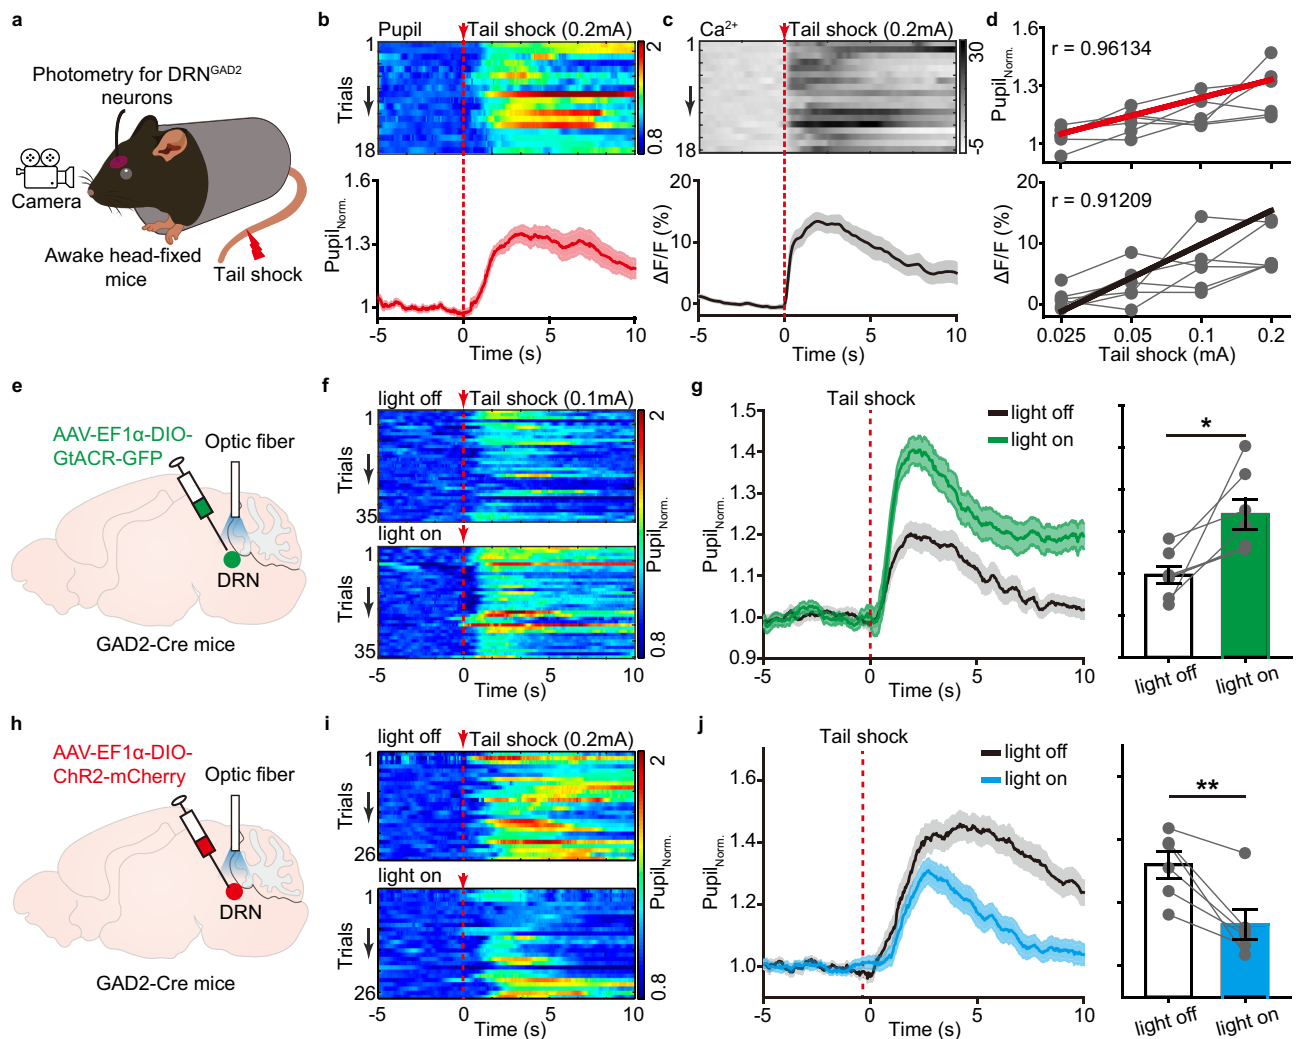 a
Photometry for DRN^GAD2
neurons
Camera
Awake head-fixed
mice
Tail shock
b
Pupil
Tail shock (0.2mA)
1
Trials
18
2
0.8
1.6
1.3
1
Pupil_Norm.
-5 0 5 10
Time (s)
c
Ca²⁺
Tail shock (0.2mA)
1
18
30
-5
20
10
0
ΔF/F (%)
-5 0 5 10
Time (s)
d
1.6
1.3
1
Pupil_Norm.
r = 0.96134
20
10
0
ΔF/F (%)
r = 0.91209
0.025 0.05 0.1 0.2
Tail shock (mA)
e
AAV-EF1α-DIO-
GtACR-GFP
Optic fiber
DRN
GAD2-Cre mice
f
light off
Tail shock (0.1mA)
1
Trials
35
light on
1
Trials
35
2
Pupil_Norm.
0.8
-5 0 5 10
Time (s)
g
Tail shock
light off
light on
1.5
1.4
1.3
1.2
1.1
1.0
0.9
Pupil_Norm.
-5 0 5 10
Time (s)
*
light off light on
h
AAV-EF1α-DIO-
ChR2-mCherry
Optic fiber
DRN
GAD2-Cre mice
i
light off
Tail shock (0.2mA)
1
Trials
26
light on
1
Trials
26
2
Pupil_Norm.
0.8
-5 0 5 10
Time (s)
j
Tail shock
light off
light on
1.6
1.4
1.2
1.0
Pupil_Norm.
-5 0 5 10
Time (s)
**
light off light on